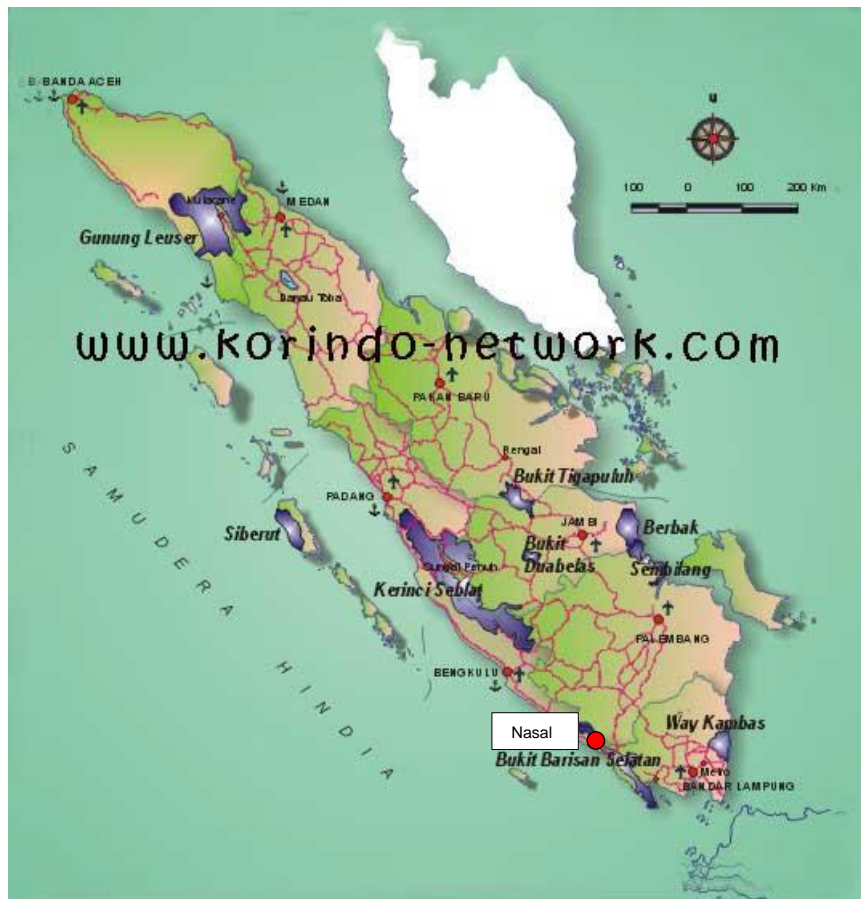 B. BANDA ACEH
U
100 0 100 200 Km
MEDAN
Gunung Leuser
Danau Toba
www.korindo-network.com
PAKAN BARU
Rengat
Bukit Tigapuluh
PADANG
JAMBI
Siberut
Berbak
Bukit
Duabelas
Sungai Penuh
Sembilang
Kerinci Seblat
SAMUDERA HINDIA
PALEMBANG
BENGKULU
Way Kambas
Nasal
Bukit Barisan Selatan
Metro
BANDAR LAMPUNG